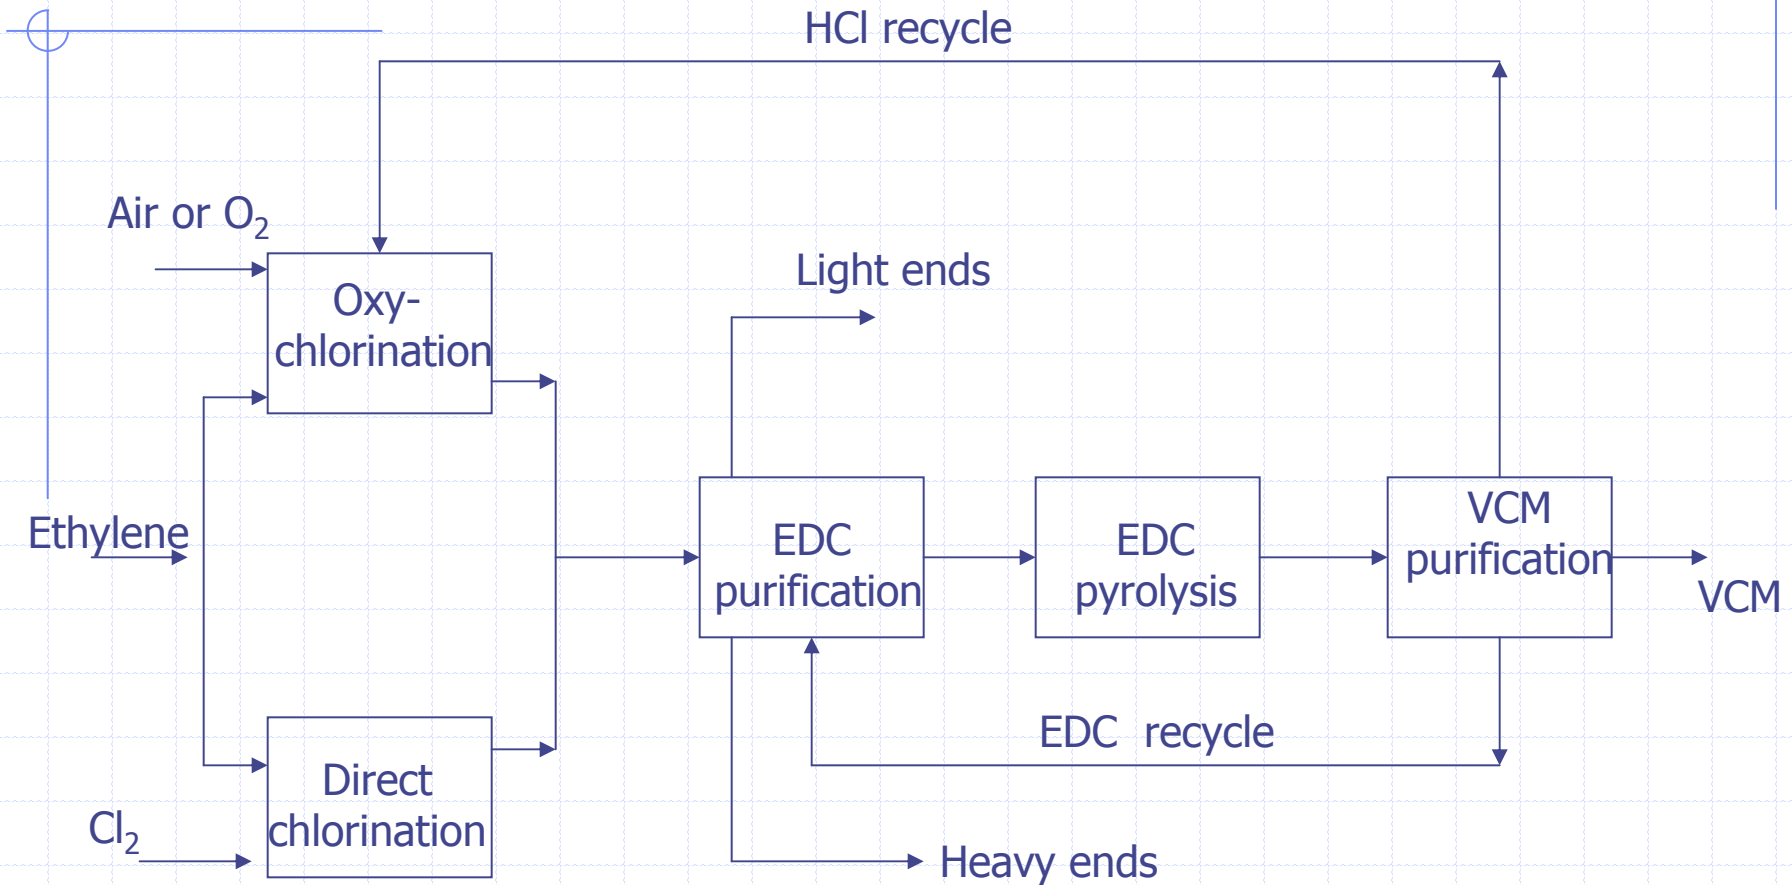 HCl recycle
Air or O₂
Oxy-
chlorination
Light ends
Ethylene
EDC
purification
EDC
pyrolysis
VCM
purification
VCM
EDC recycle
Direct
chlorination
Cl₂
Heavy ends